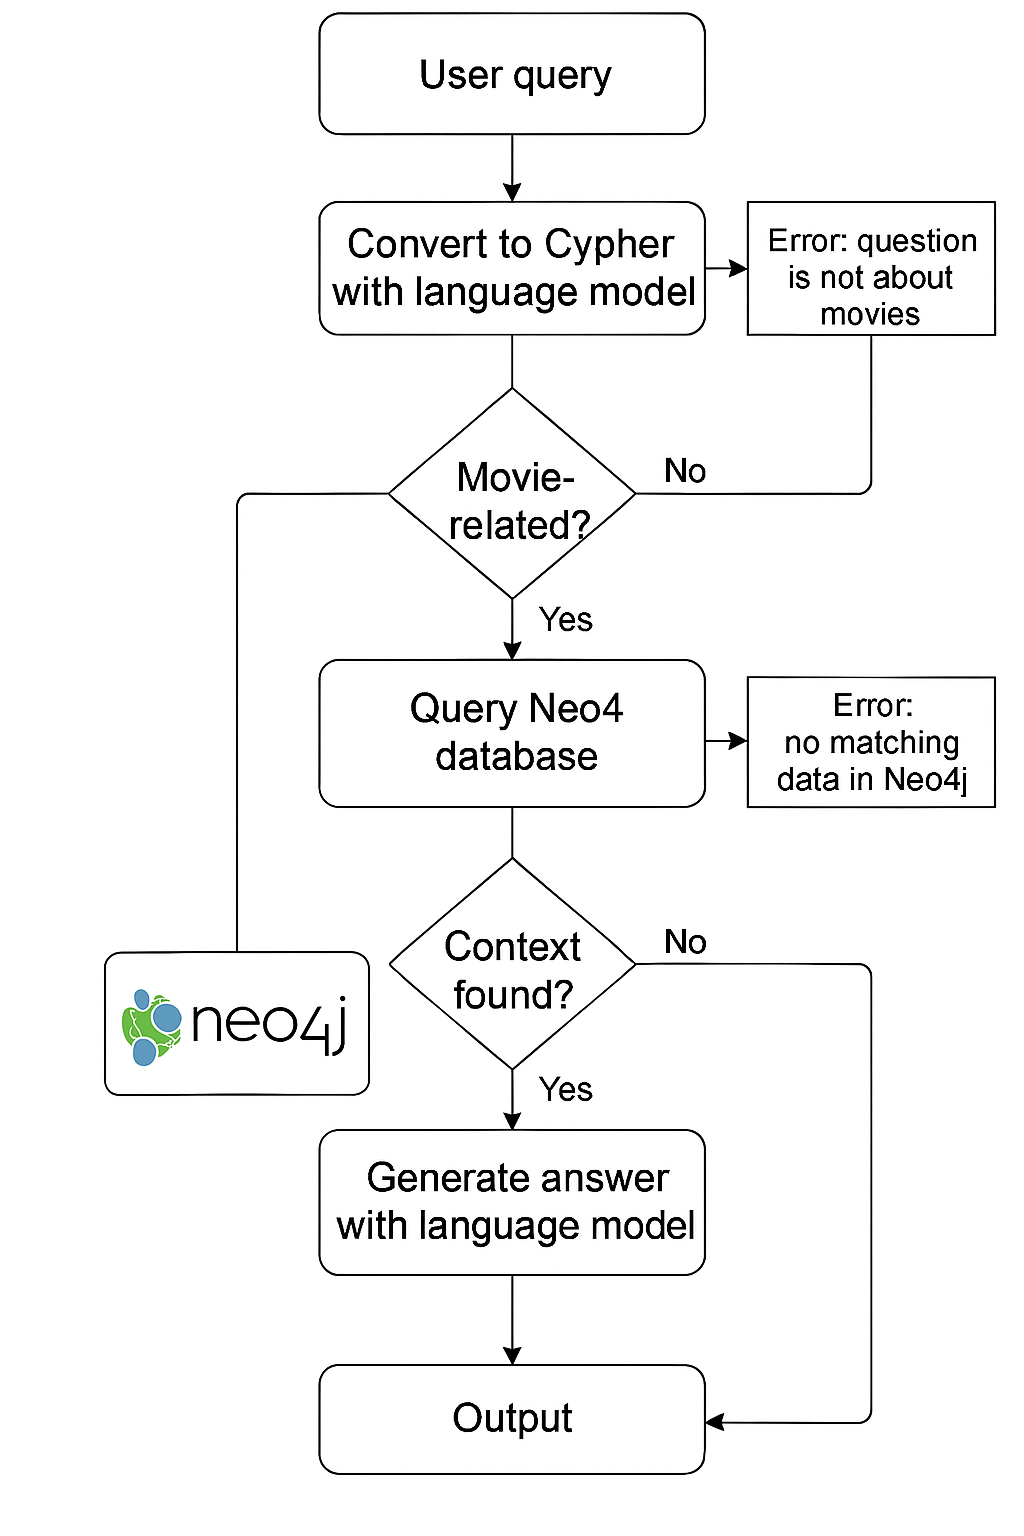 User query
Convert to Cypher
with language model
Error: question
is not about
movies
Movie-
related?
No
Yes
Query Neo4
database
Error:
no matching
data in Neo4j
Context
found?
No
neo4j
Yes
Generate answer
with language model
Output